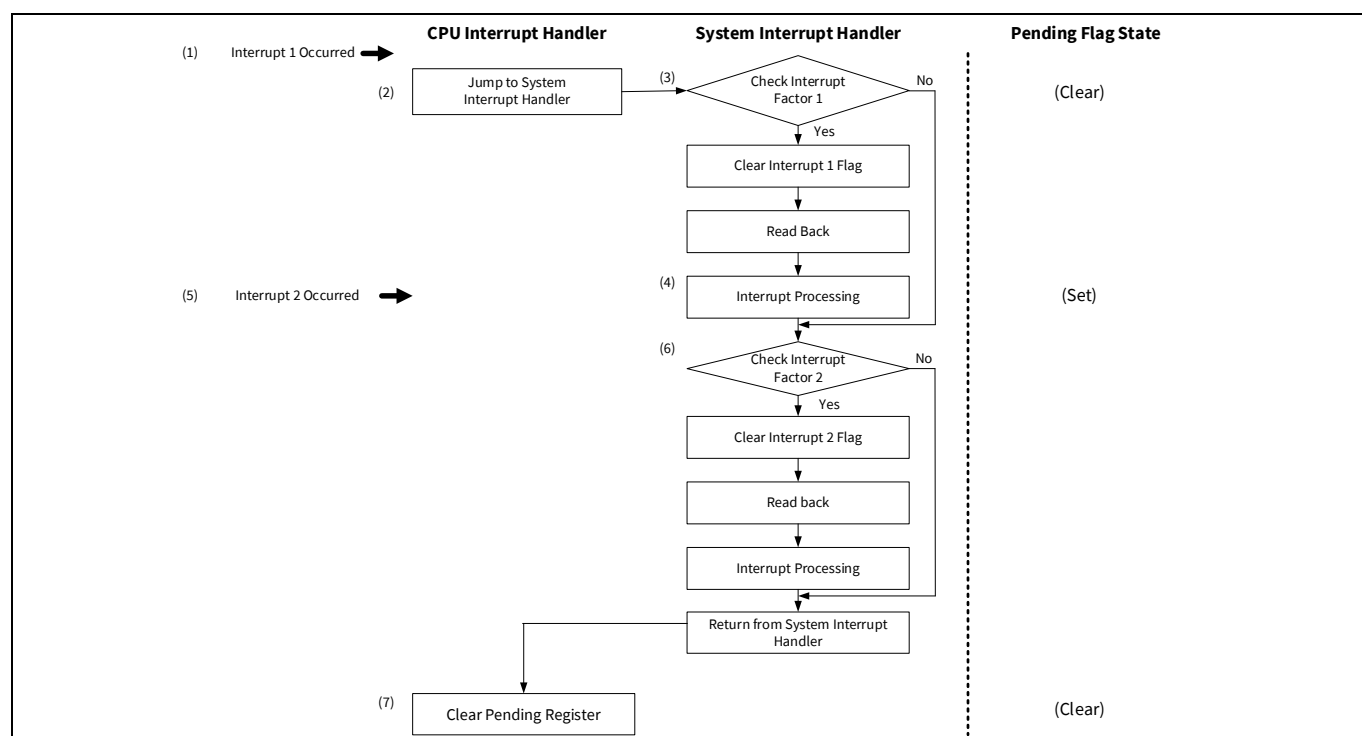 CPU Interrupt Handler System Interrupt Handler Pending Flag State
(1) Interrupt 1 Occurred
(2) Jump to System
Interrupt Handler
(3) Check Interrupt
Factor 1
No
(Clear)
Yes
Clear Interrupt 1 Flag
Read Back
(4) Interrupt Processing
(5) Interrupt 2 Occurred
(Set)
(6) Check Interrupt
Factor 2
No
Yes
Clear Interrupt 2 Flag
Read back
Interrupt Processing
Return from System Interrupt
Handler
(7) Clear Pending Register
(Clear)